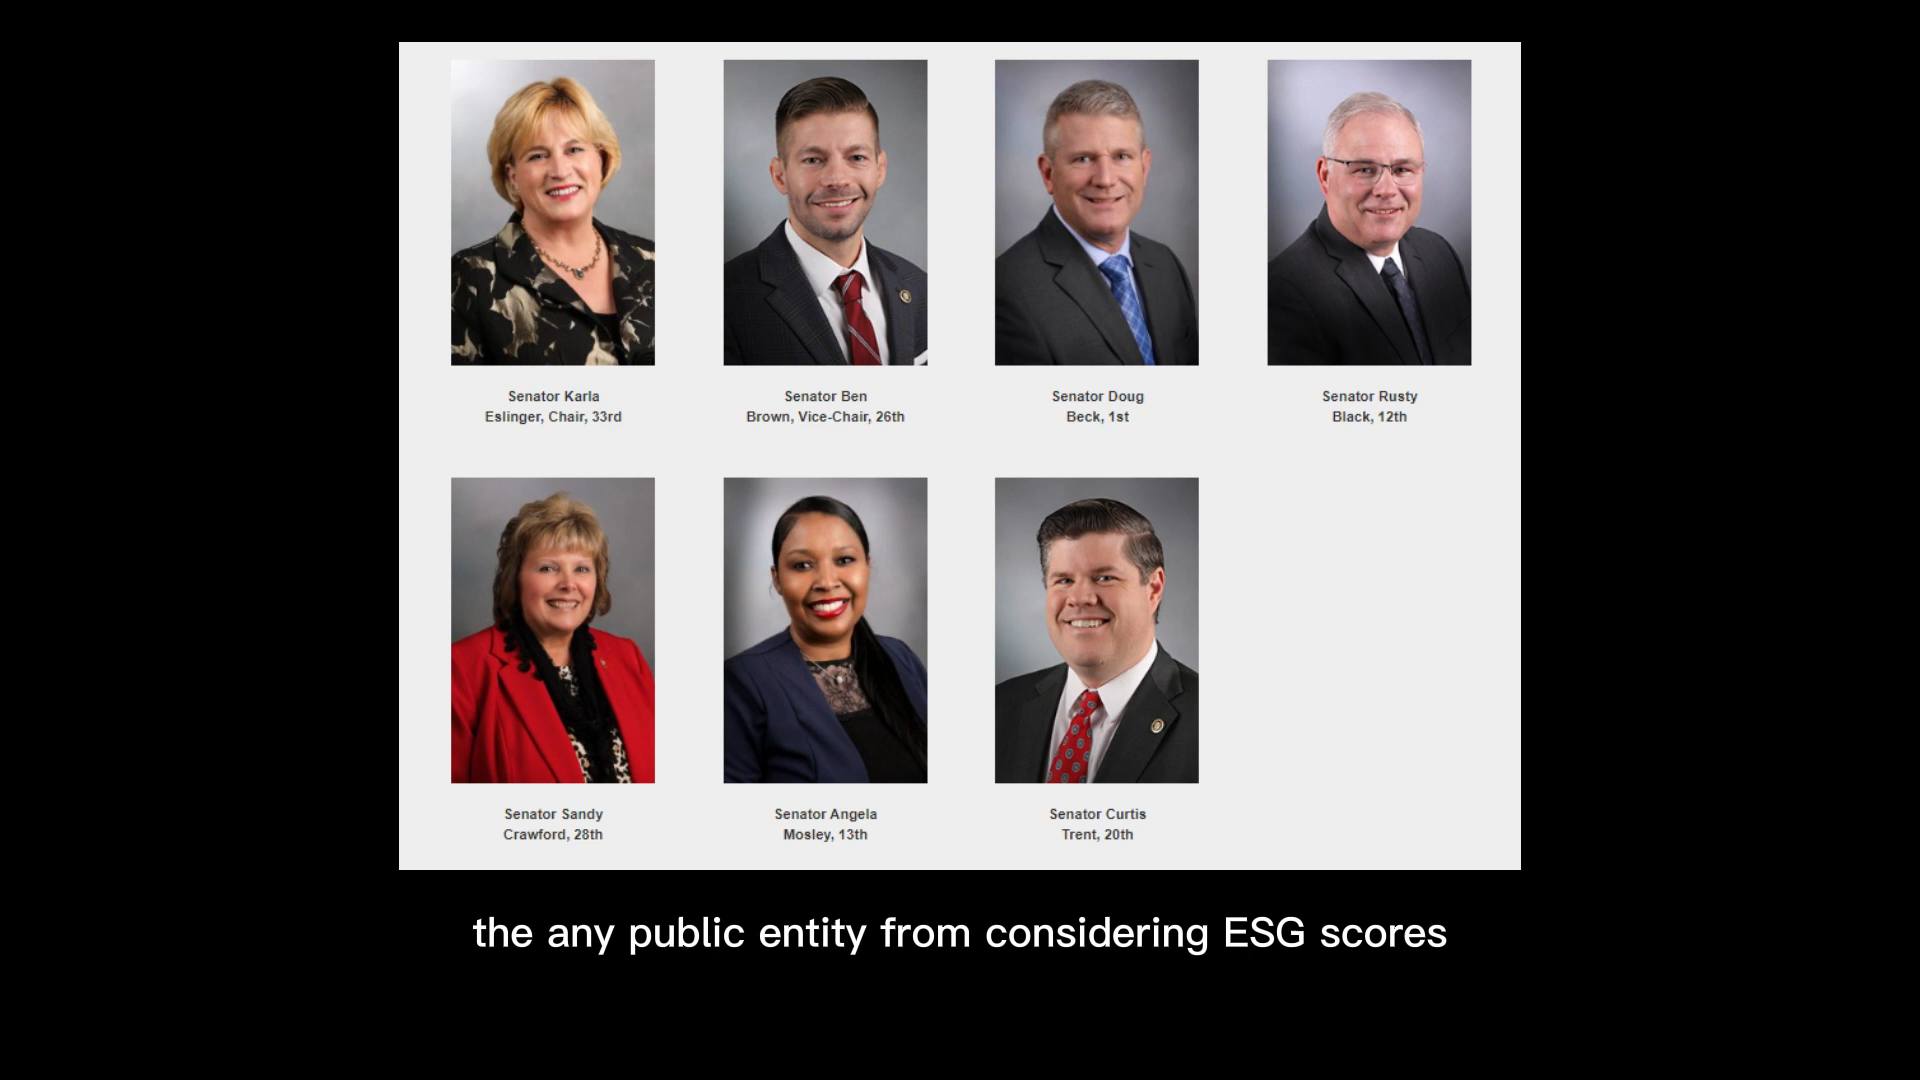 Senator Karla
Eslinger, Chair, 33rd
Senator Ben
Brown, Vice-Chair, 26th
Senator Doug
Beck, 1st
Senator Rusty
Black, 12th
Senator Sandy
Crawford, 28th
Senator Angela
Mosley, 13th
Senator Curtis
Trent, 20th
the any public entity from considering ESG scores